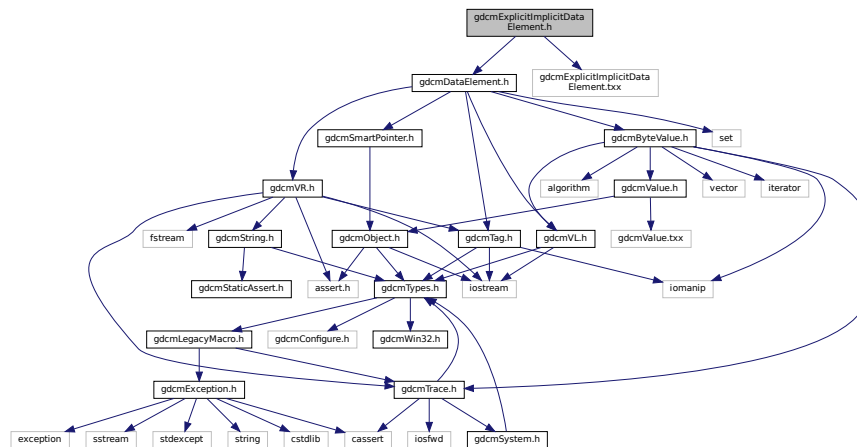 gdcmExplicitImplicitData
Element.h
gdcmDataElement.h
gdcmExplicitImplicitData
Element.txx
gdcmSmartPointer.h
gdcmByteValue.h
set
gdcmVR.h
algorithm
gdcmValue.h
vector
iterator
fstream
gdcmString.h
gdcmObject.h
gdcmTag.h
gdcmVL.h
gdcmValue.txx
gdcmStaticAssert.h
assert.h
gdcmTypes.h
iostream
iomanip
gdcmLegacyMacro.h
gdcmConfigure.h
gdcmWin32.h
gdcmException.h
gdcmTrace.h
exception
sstream
stdexcept
string
cstdlib
cassert
iosfwd
gdcmSystem.h